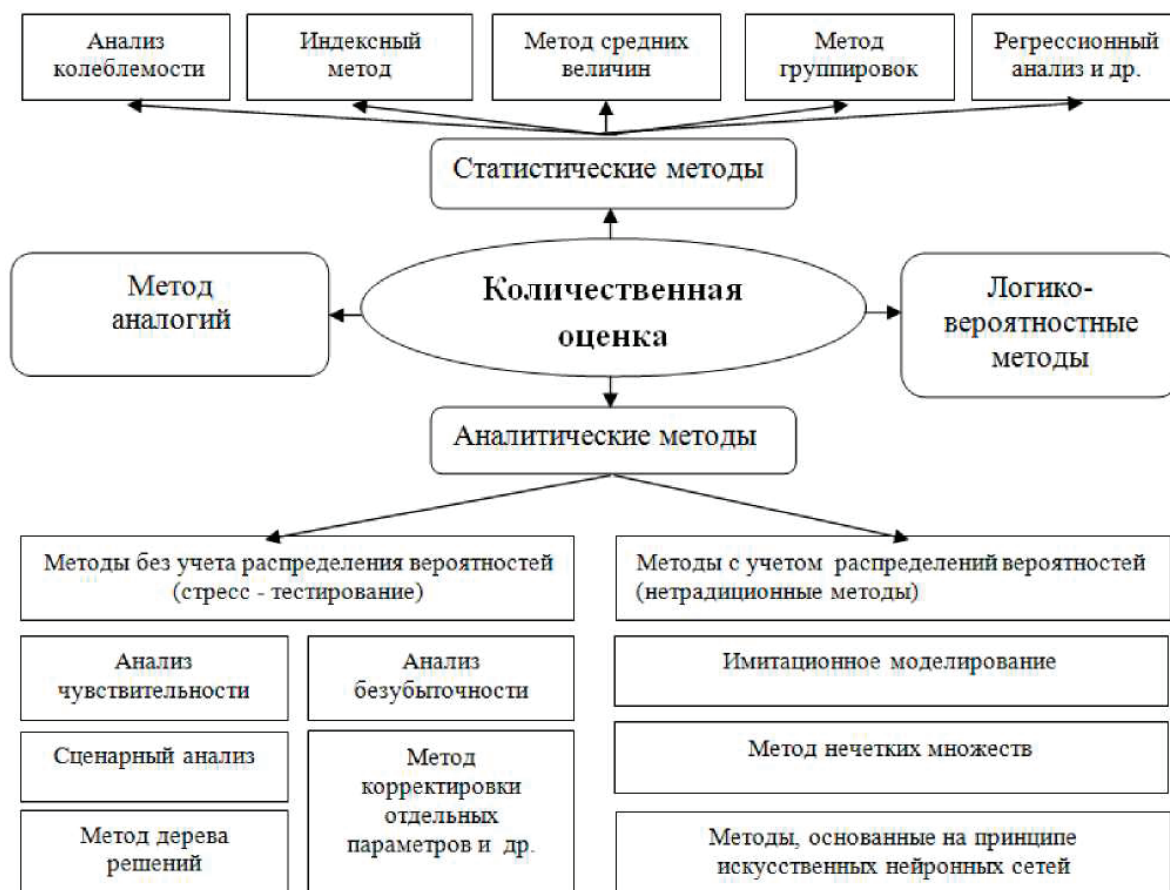 Анализ
колеблемости
Индексный
метод
Метод средних
величин
Метод
группировок
Регрессионный
анализ и др.
Статистические методы
Метод
аналогий
Количественная
оценка
Логико-
вероятностные
методы
Аналитические методы
Методы без учета распределения вероятностей
(стресс - тестирование)
Методы с учетом распределений вероятностей
(нетрадиционные методы)
Анализ
чувствительности
Анализ
безубыточности
Имитационное моделирование
Сценарный анализ
Метод
корректировки
отдельных
параметров и др.
Метод нечетких множеств
Метод дерева
решений
Методы, основанные на принципе
искусственных нейронных сетей